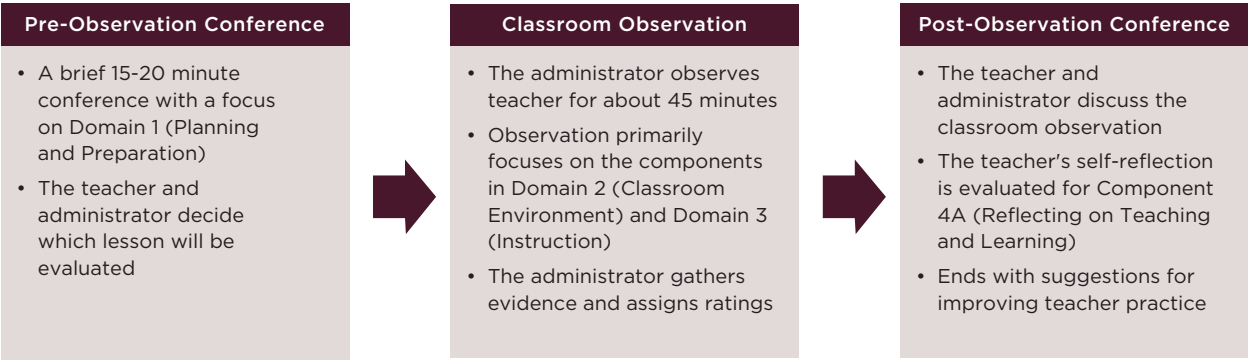 Pre-Observation Conference
• A brief 15-20 minute
conference with a focus
on Domain 1 (Planning
and Preparation)
• The teacher and
administrator decide
which lesson will be
evaluated
Classroom Observation
• The administrator observes
teacher for about 45 minutes
• Observation primarily
focuses on the components
in Domain 2 (Classroom
Environment) and Domain 3
(Instruction)
• The administrator gathers
evidence and assigns ratings
Post-Observation Conference
• The teacher and
administrator discuss the
classroom observation
• The teacher's self-reflection
is evaluated for Component
4A (Reflecting on Teaching
and Learning)
• Ends with suggestions for
improving teacher practice